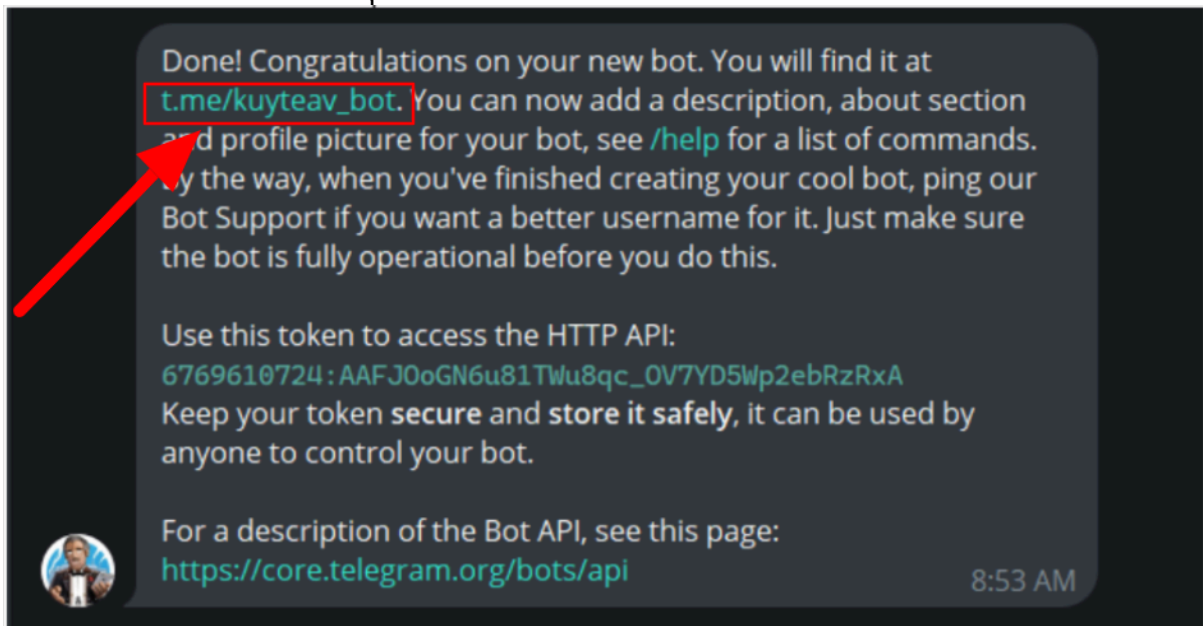 Done! Congratulations on your new bot. You will find it at
t.me/kuyteav_bot. You can now add a description, about section
and profile picture for your bot, see /help for a list of commands.
By the way, when you've finished creating your cool bot, ping our
Bot Support if you want a better username for it. Just make sure
the bot is fully operational before you do this.
Use this token to access the HTTP API:
6769610724:AAFJOoGN6u81TWu8qc_OV7YD5Wp2ebRzRxA
Keep your token secure and store it safely, it can be used by
anyone to control your bot.
For a description of the Bot API, see this page:
https://core.telegram.org/bots/api
8:53 AM